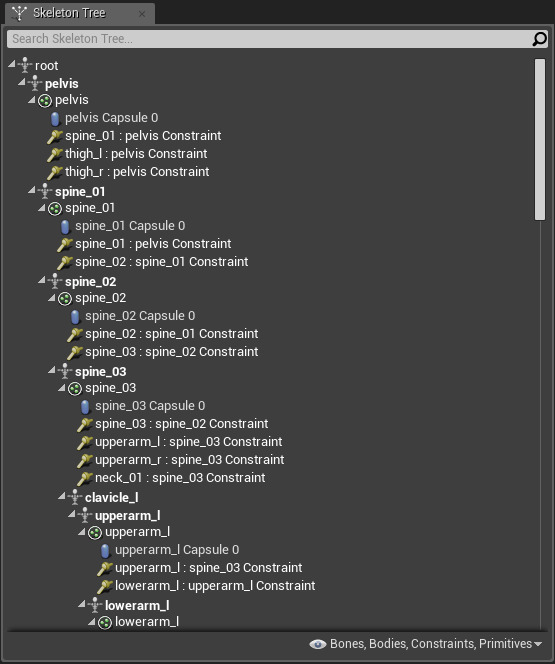 Skeleton Tree
Search Skeleton Tree...
root
pelvis
pelvis
pelvis Capsule 0
spine_01 : pelvis Constraint
thigh_l : pelvis Constraint
thigh_r : pelvis Constraint
spine_01
spine_01
spine_01 Capsule 0
spine_01 : pelvis Constraint
spine_02 : spine_01 Constraint
spine_02
spine_02
spine_02 Capsule 0
spine_02 : spine_01 Constraint
spine_03 : spine_02 Constraint
spine_03
spine_03
spine_03 Capsule 0
spine_03 : spine_02 Constraint
upperarm_l : spine_03 Constraint
upperarm_r : spine_03 Constraint
neck_01 : spine_03 Constraint
clavicle_l
upperarm_l
upperarm_l
upperarm_l Capsule 0
upperarm_l : spine_03 Constraint
lowerarm_l : upperarm_l Constraint
lowerarm_l
lowerarm_l
Bones, Bodies, Constraints, Primitives